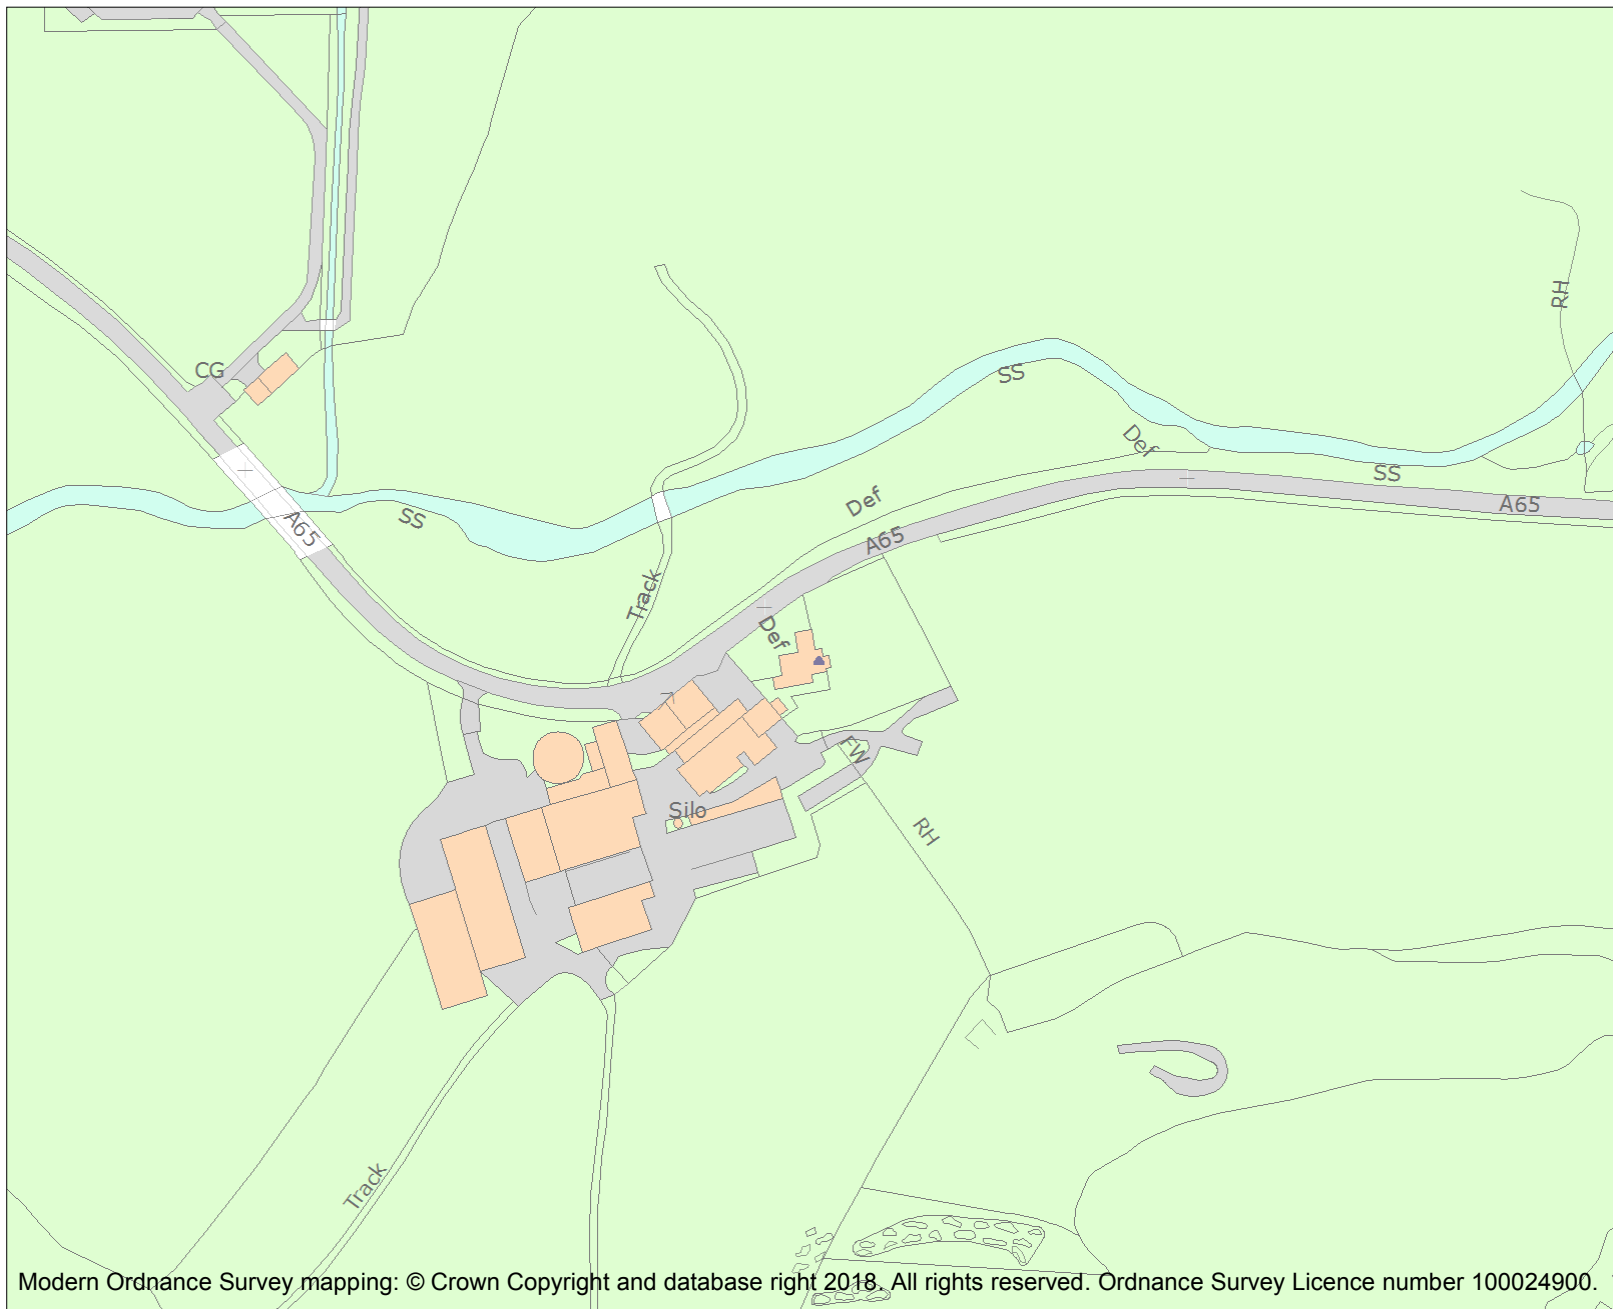 RH
CG
SS
Def
SS
Def
A65
A65
SS
A65
Track
Def
FW
Silo
RH
Track
Modern Ordnance Survey mapping: © Crown Copyright and database right 2018. All rights reserved. Ordnance Survey Licence number 100024900.